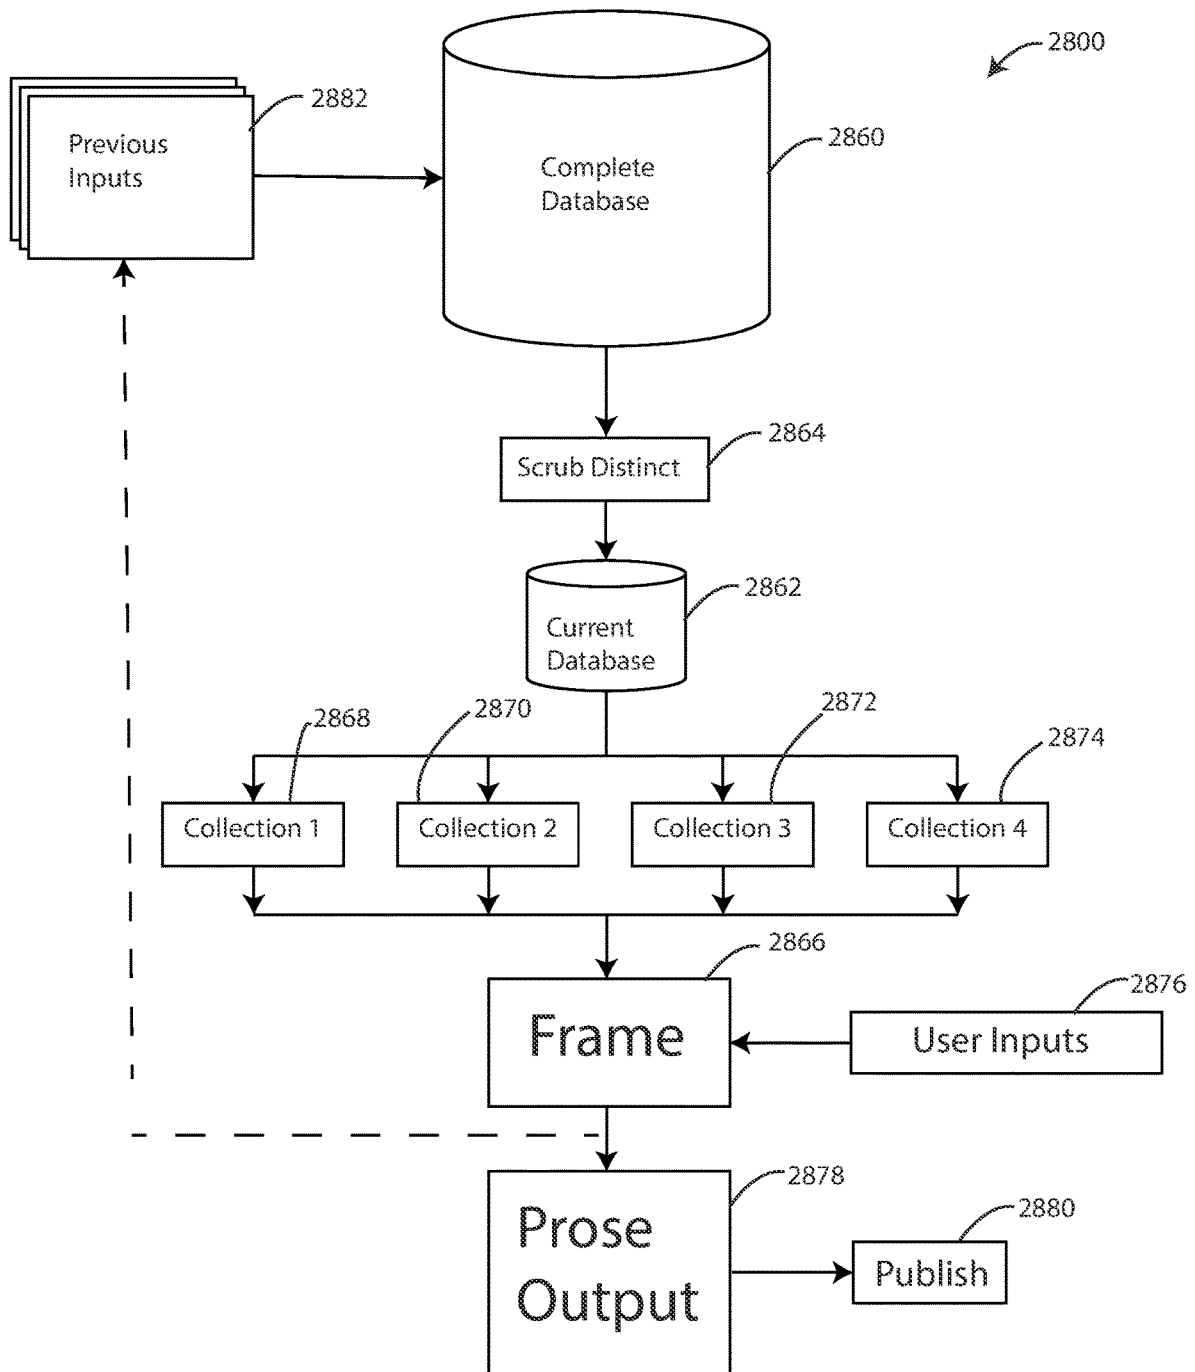 2800
2882
Previous
Inputs
2860
Complete
Database
2864
Scrub Distinct
2862
Current
Database
2868
2870
2872
2874
Collection 1
Collection 2
Collection 3
Collection 4
2866
Frame
2876
User Inputs
2878
Prose
Output
2880
Publish